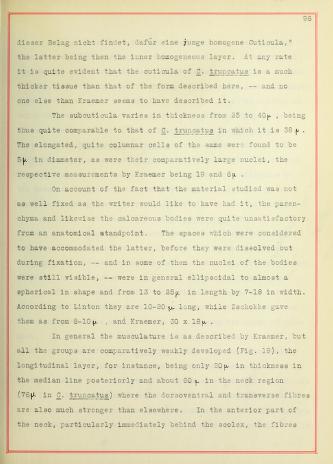 96
dieser Belag nicht findet, dafür eine junge homogene Cuticula,"
the latter being then the inner homogeneous layer. At any rate
it is quite evident that the cuticula of C. truncatus is a much
thicker tissue than that of the form described here, -- and no
one else than Kraemer seems to have described it.
The subcuticula varies in thickness from 35 to 40μ, being
thus quite comparable to that of C. truncatus in which it is 38μ.
The elongated, quite columnar cells of the same were found to be
5μ in diameter, as were their comparatively large nuclei, the
respective measurements by Kraemer being 19 and 6μ.
On account of the fact that the material studied was not
as well fixed as the writer would like to have had it, the paren-
chyma and likewise the calcareous bodies were quite unsatisfactory
from an anatomical standpoint. The spaces which were considered
to have accomodated the latter, before they were dissolved out
during fixation, -- and in some of them the nuclei of the bodies
were still visible, -- were in general ellipsoidal to almost a
spherical in shape and from 13 to 25μ in length by 7-18 in width.
According to Linton they are 10-20μ long, while Zschokke gave
them as from 8-10μ, and Kraemer, 30 x 18μ.
In general the musculature is as described by Kraemer, but
all the groups are comparatively weakly developed (Fig. 19), the
longitudinal layer, for instance, being only 20μ in thickness in
the median line posteriorly and about 60μ in the neck region
(76μ in C. truncatus) where the dorsoventral and transverse fibres
are also much stronger than elsewhere. In the anterior part of
the neck, particularly immediately behind the scolex, the fibres